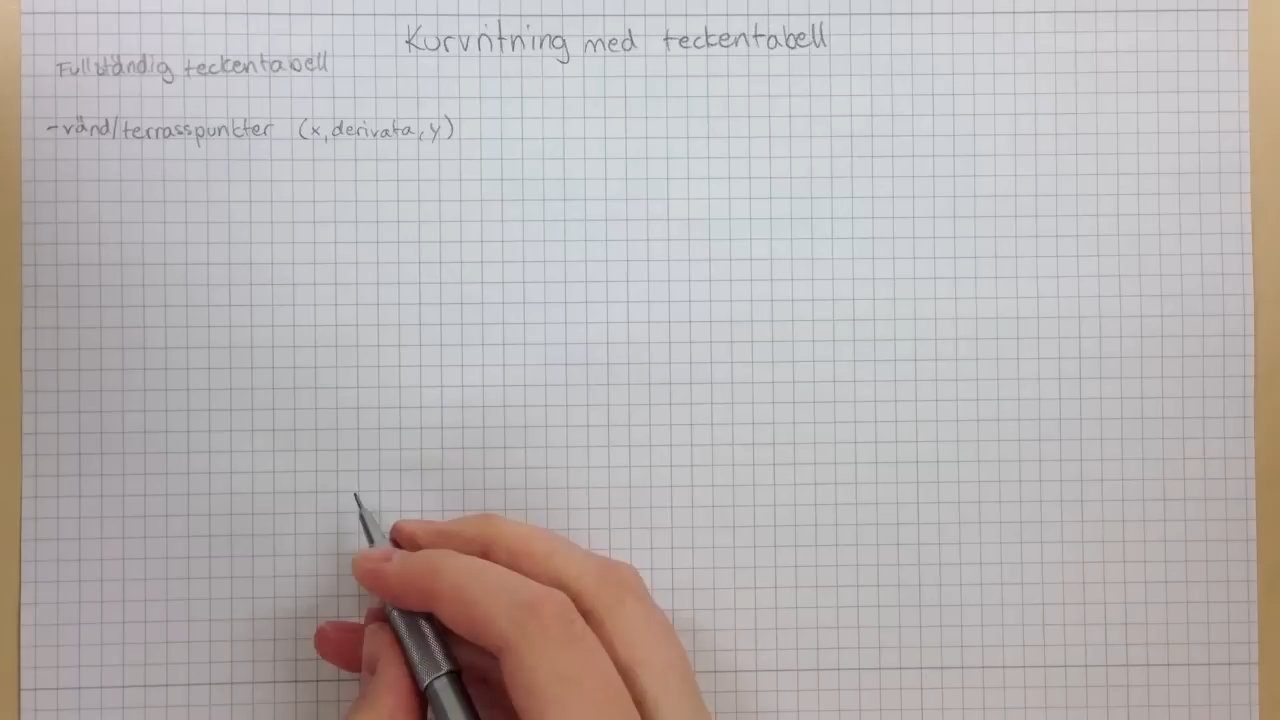 Kurvritning med teckentabell
Fullständig teckentabell
-vänd/terrasspunkter (x, derivata, y)